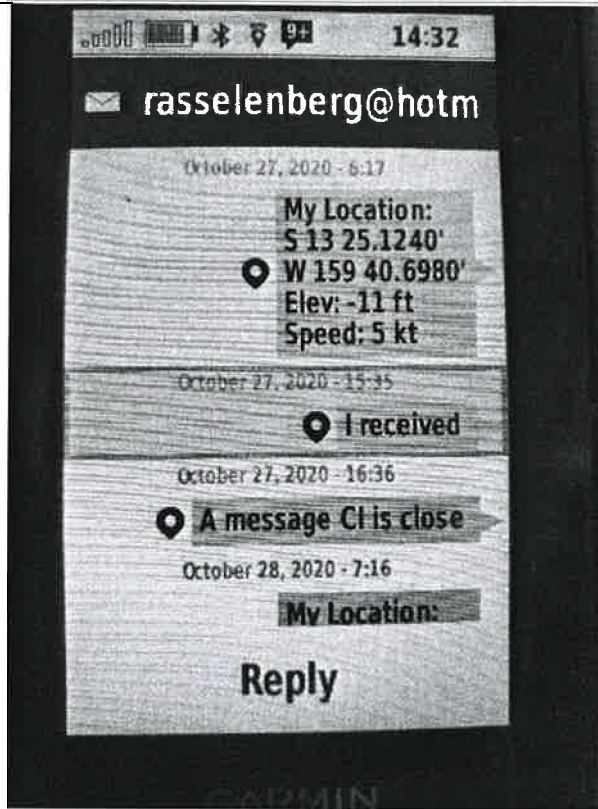 9+ 14:32
rasselenberg@hotm
October 27, 2020 - 6:17
My Location:
S 13 25.1240'
W 159 40.6980'
Elev: -11 ft
Speed: 5 kt
October 27, 2020 - 15:35
I received
October 27, 2020 - 16:36
A message CI is close
October 28, 2020 - 7:16
My Location:
Reply
GARMIN